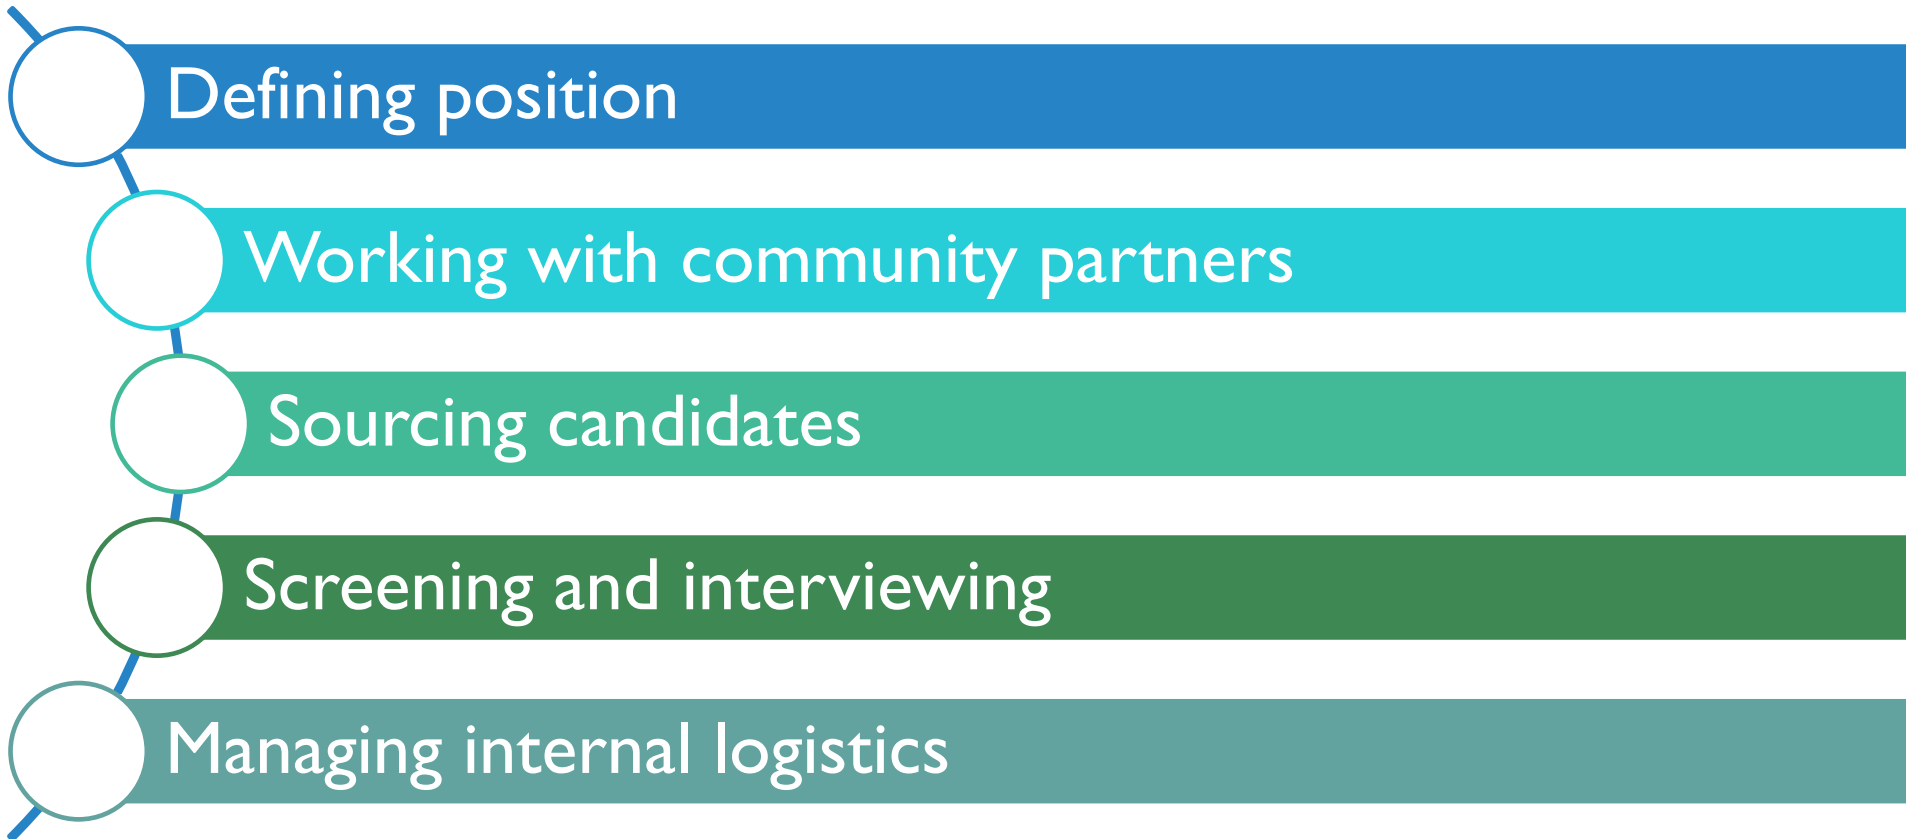 Defining position
Working with community partners
Sourcing candidates
Screening and interviewing
Managing internal logistics